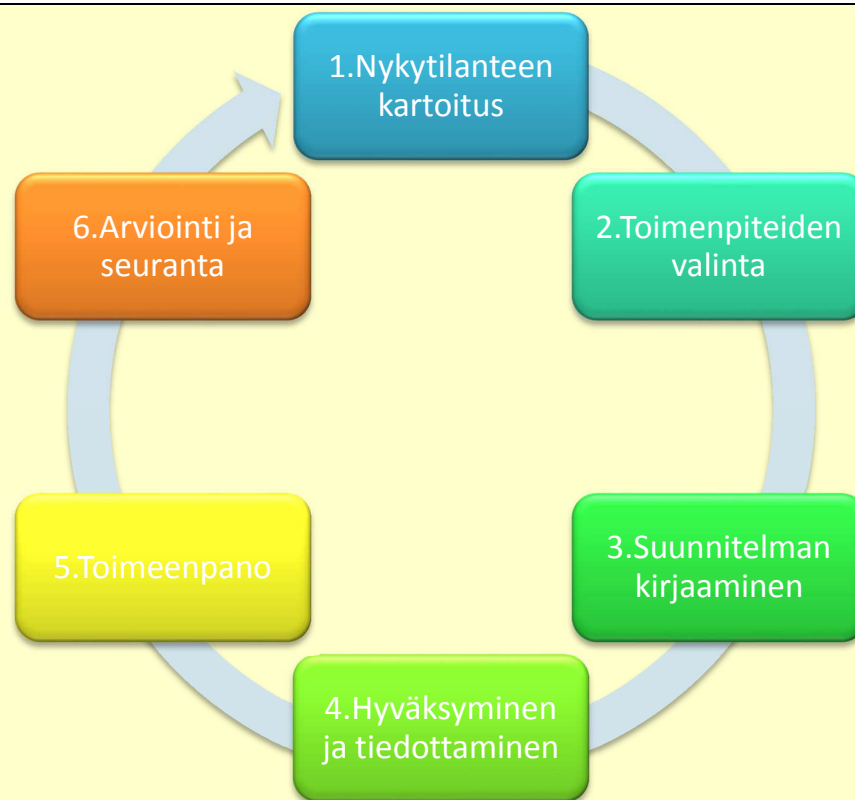 1.Nykytilanteen
kartoitus
2.Toimenpiteiden
valinta
3.Suunnitelman
kirjaaminen
4.Hyväksyminen
ja tiedottaminen
5.Toimeenpano
6.Arviointi ja
seuranta